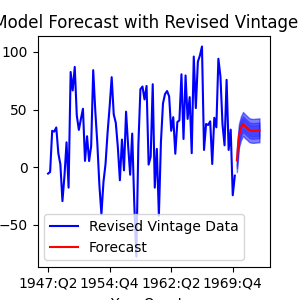 Model Forecast with Revised Vintage
100
50
0
−50
Revised Vintage Data
Forecast
1947:Q2 1954:Q4 1962:Q2 1969:Q4